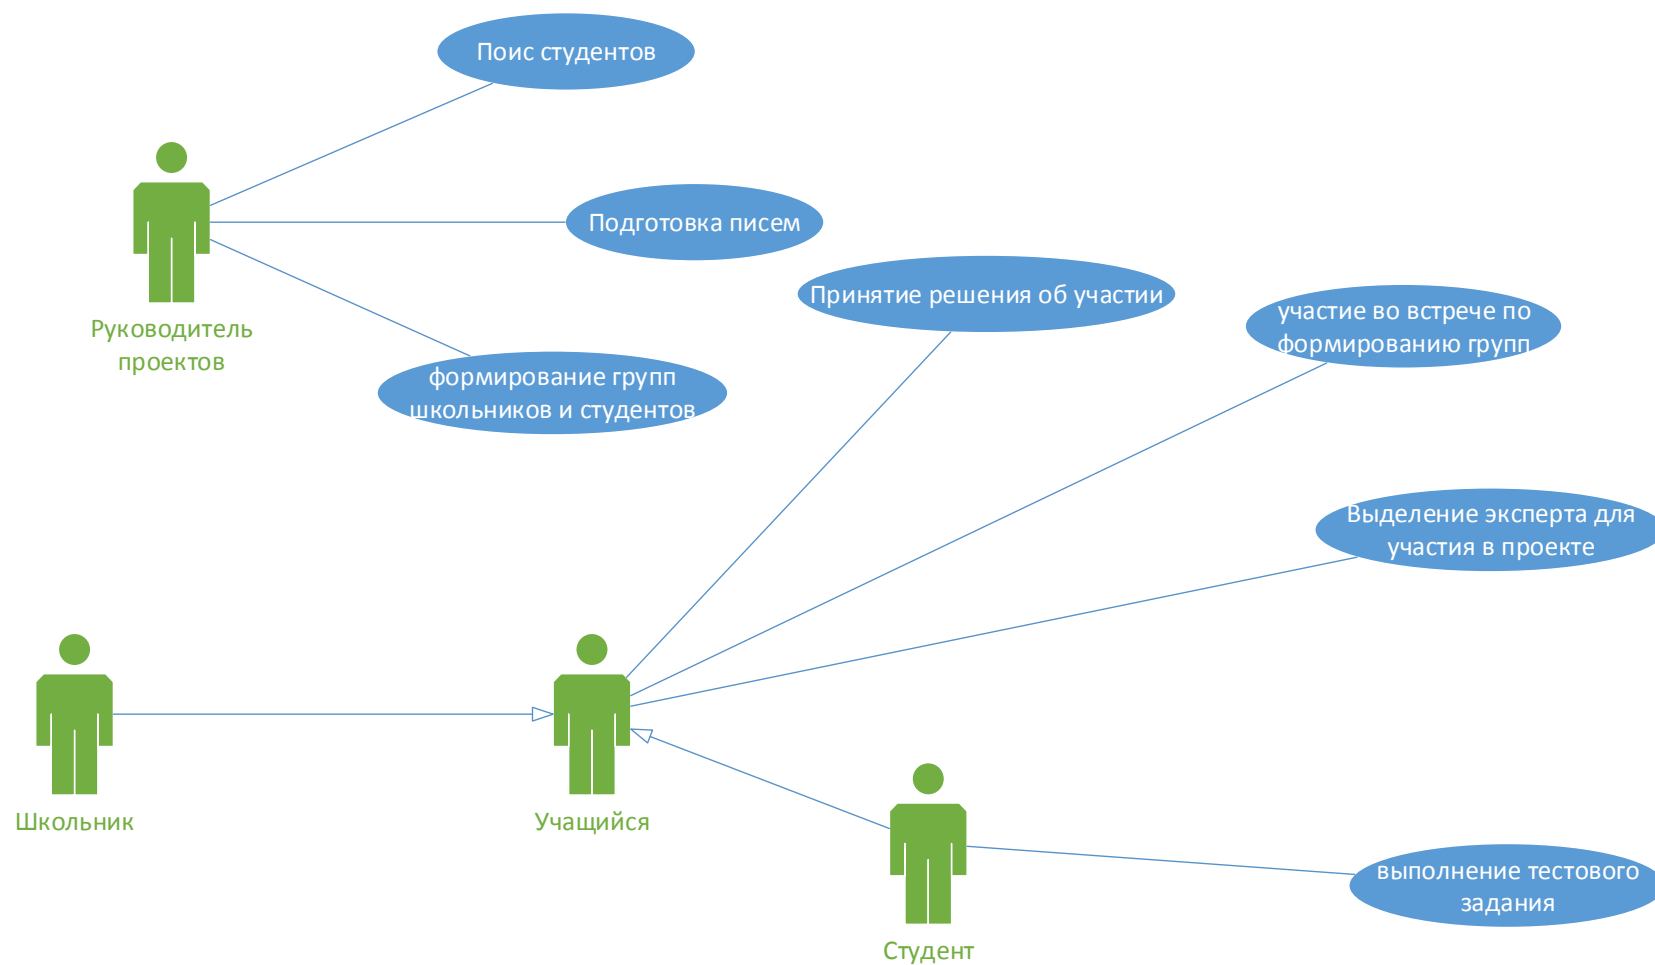 Поис студентов
Подготовка писем
Принятие решения об участии
участие во встрече по
формированию групп
Руководитель
проектов
формирование групп
школьников и студентов
Выделение эксперта для
участия в проекте
Школьник
Учащийся
выполнение тестового
задания
Студент